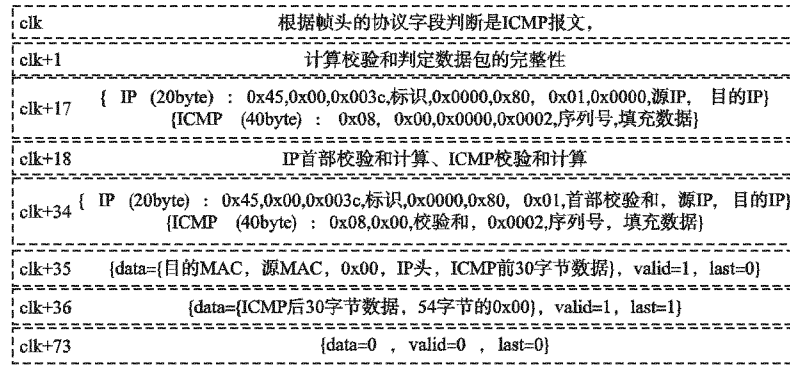 clk 根据帧头的协议字段判断是ICMP报文，
clk+1 计算校验和判定数据包的完整性
clk+17 { IP (20byte) : 0x45,0x00,0x003c,标识,0x0000,0x80, 0x01,0x0000,源IP, 目的IP}
{ICMP (40byte) : 0x08, 0x00,0x0000,0x0002,序列号,填充数据}
clk+18 IP首部校验和计算、ICMP校验和计算
clk+34 { IP (20byte) : 0x45,0x00,0x003c,标识,0x0000,0x80, 0x01,首部校验和, 源IP, 目的IP}
{ICMP (40byte) : 0x08,0x00,校验和, 0x0002,序列号, 填充数据}
clk+35 {data={目的MAC, 源MAC, 0x00, IP头, ICMP前30字节数据}, valid=1, last=0}
clk+36 {data={ICMP后30字节数据, 54字节的0x00}, valid=1, last=1}
clk+73 {data=0 , valid=0 , last=0}